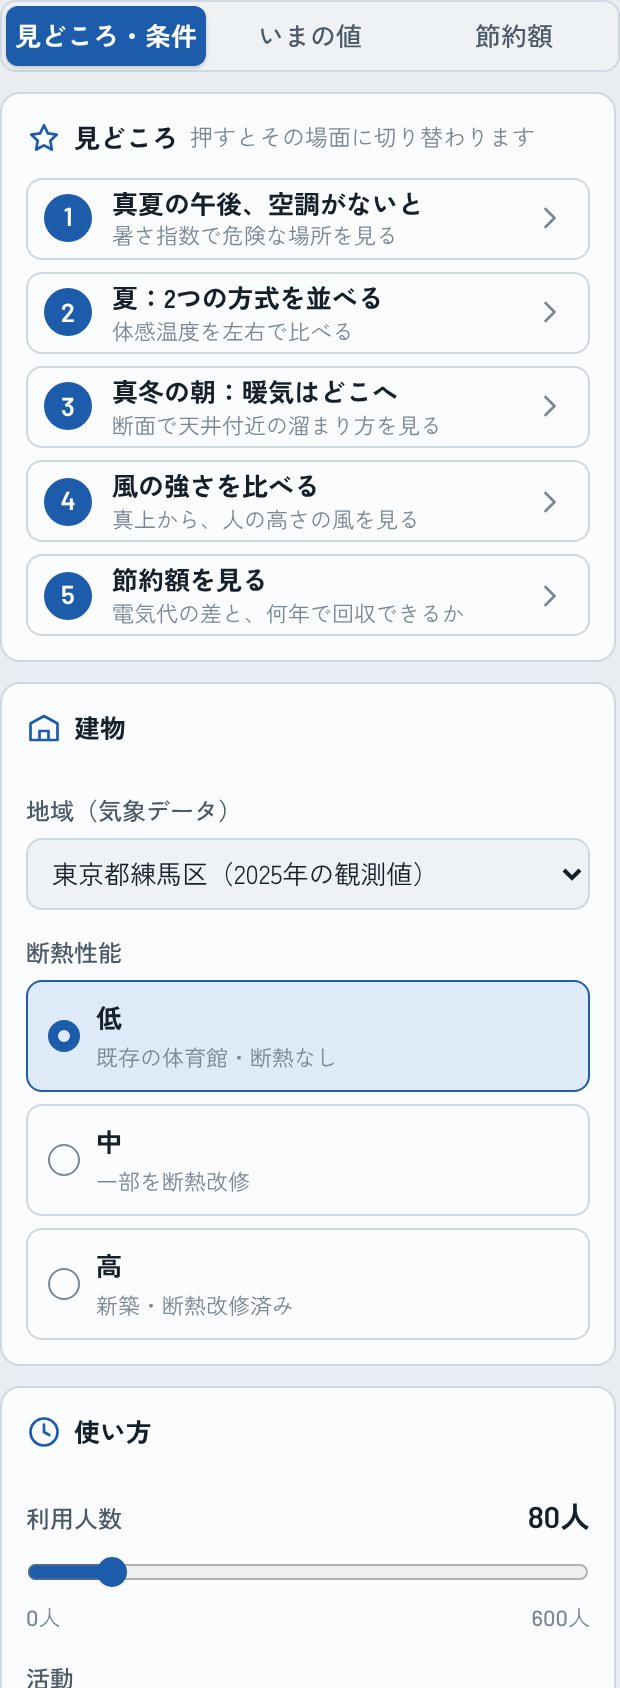 見どころ・条件 いまの値 節約額
見どころ 押すとその場面に切り替わります
1 真夏の午後、空調がないと
暑さ指数で危険な場所を見る
2 夏：2つの方式を並べる
体感温度を左右で比べる
3 真冬の朝：暖気はどこへ
断面で天井付近の溜まり方を見る
4 風の強さを比べる
真上から、人の高さの風を見る
5 節約額を見る
電気代の差と、何年で回収できるか
建物
地域（気象データ）
東京都練馬区（2025年の観測値）
断熱性能
低
既存の体育館・断熱なし
中
一部を断熱改修
高
新築・断熱改修済み
使い方
利用人数 80人
0人 600人
活動